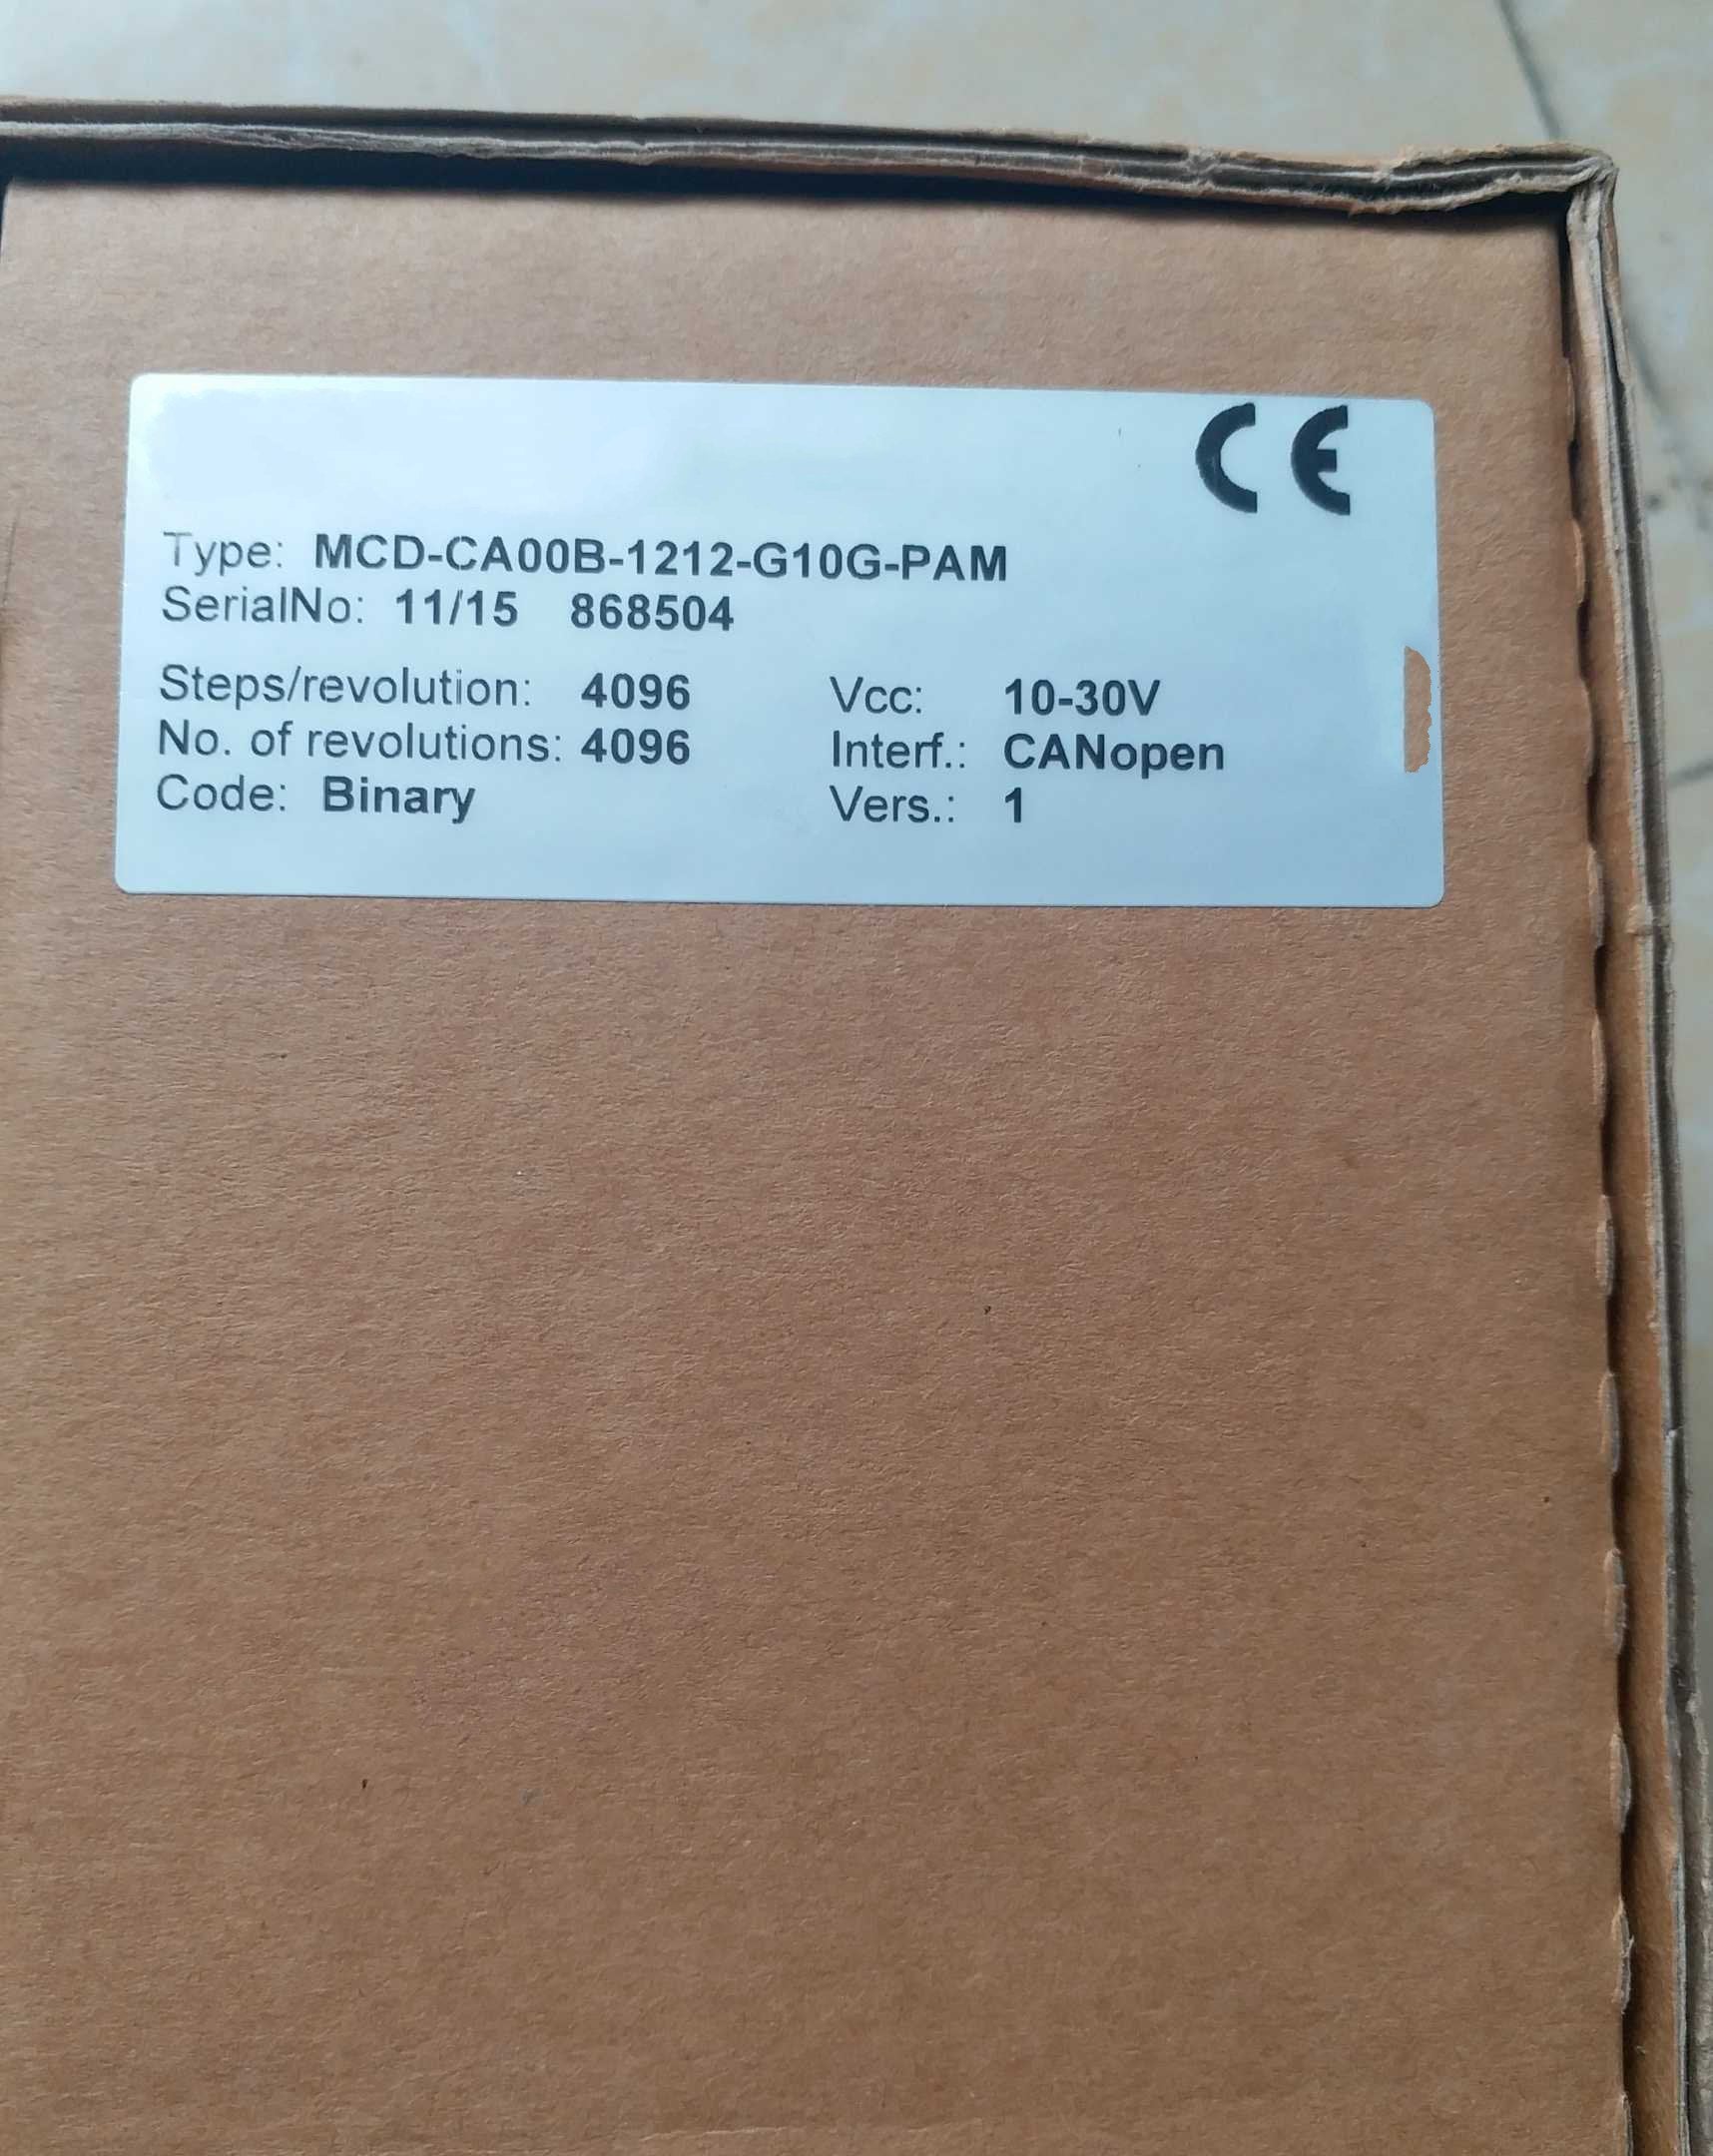 CE
Type: MCD-CA00B-1212-G10G-PAM
SerialNo: 11/15 868504
Steps/revolution: 4096 Vcc: 10-30V
No. of revolutions: 4096 Interf.: CANopen
Code: Binary Vers.: 1